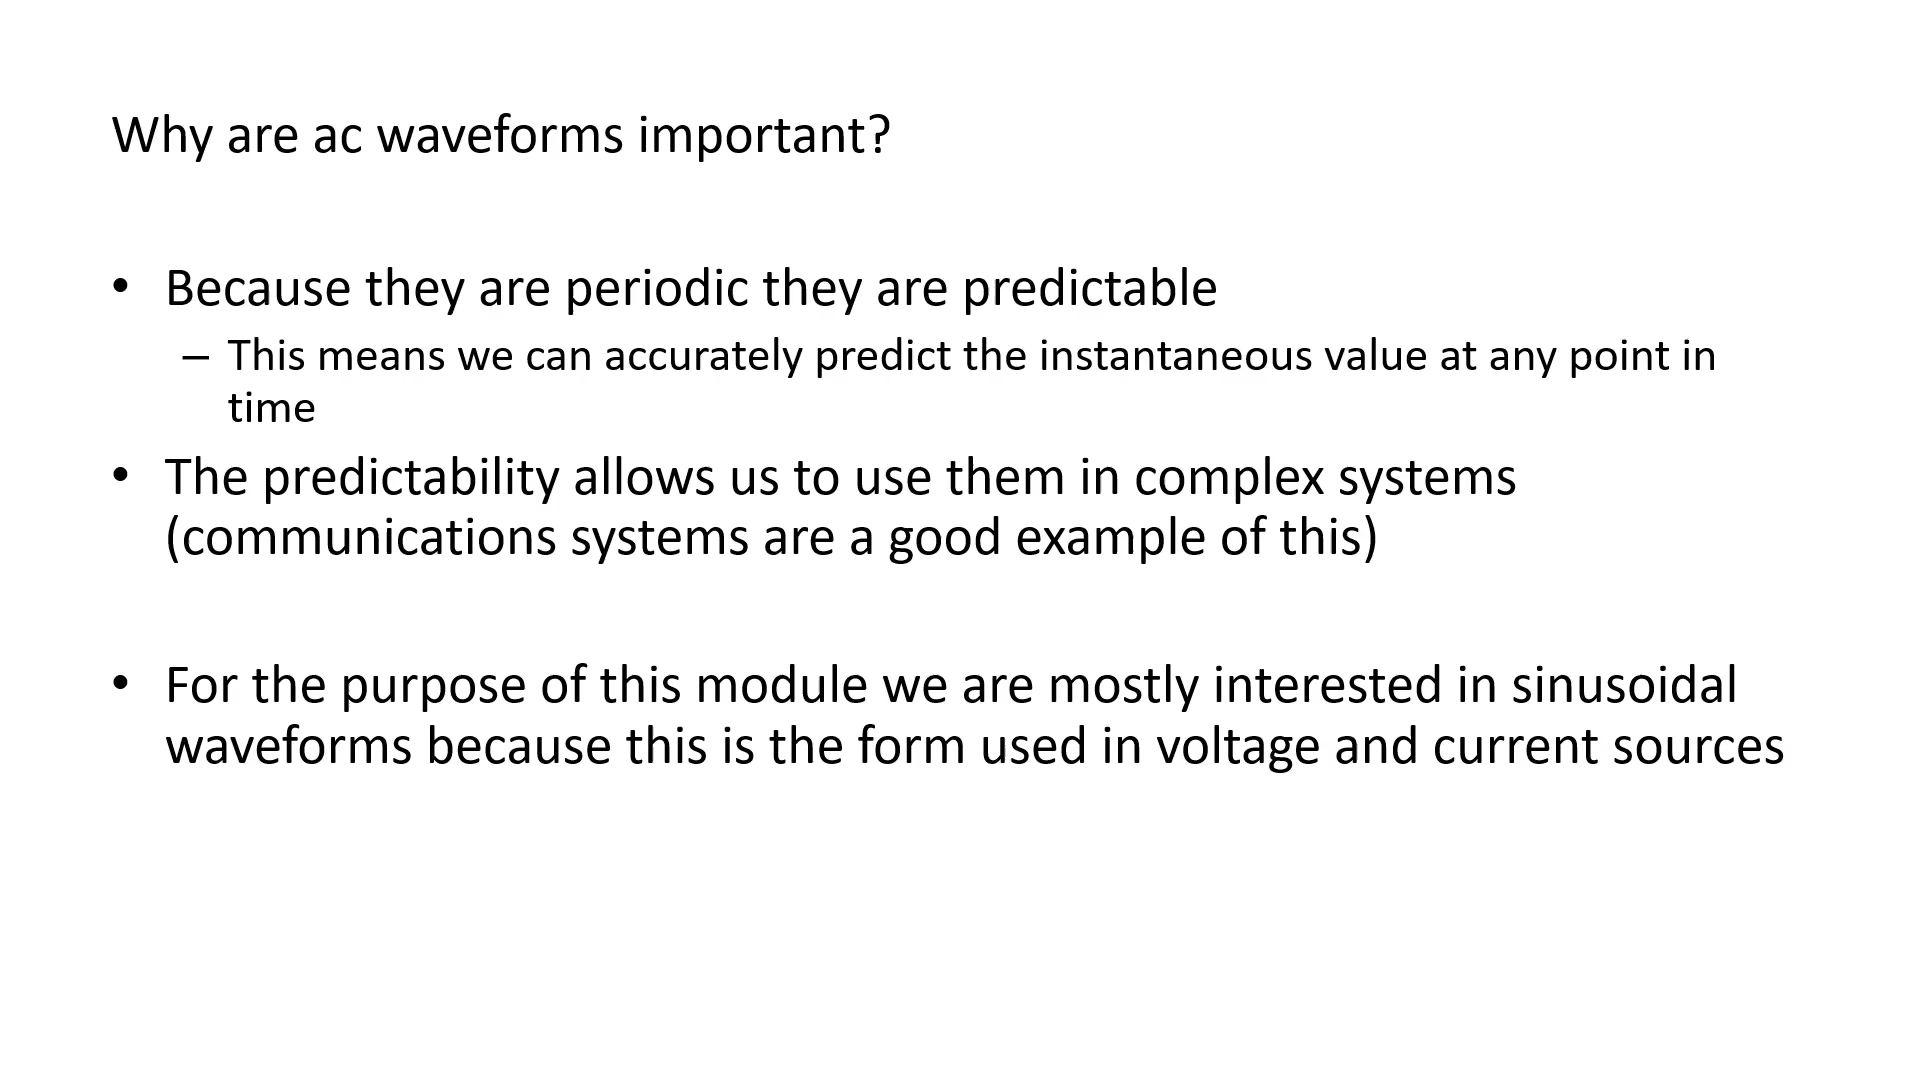 Why are ac waveforms important?
• Because they are periodic they are predictable
– This means we can accurately predict the instantaneous value at any point in
time
• The predictability allows us to use them in complex systems
(communications systems are a good example of this)
• For the purpose of this module we are mostly interested in sinusoidal
waveforms because this is the form used in voltage and current sources